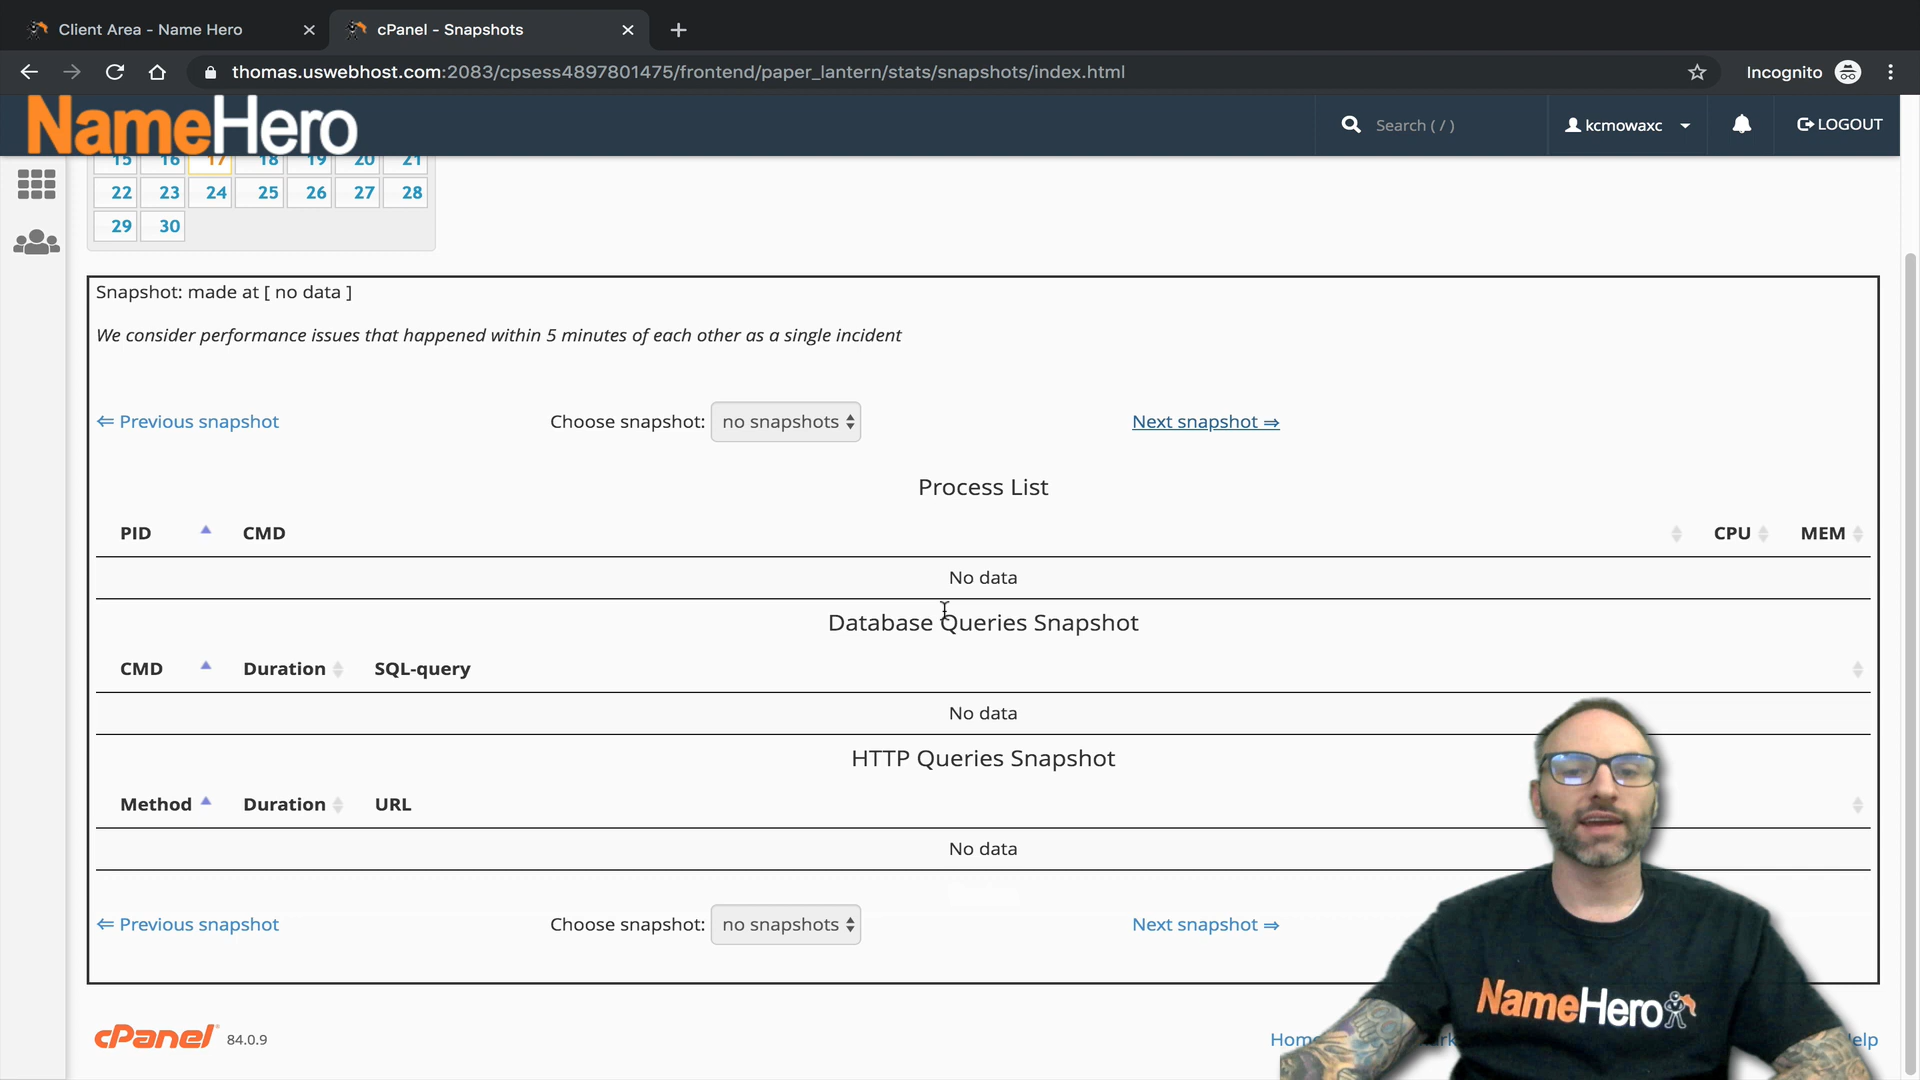 Client Area - Name Hero
cPanel - Snapshots
thomas.uswebhost.com:2083/cpsess4897801475/frontend/paper_lantern/stats/snapshots/index.html
Incognito
NameHero
Search ( / )
kcmowaxc
LOGOUT
15 16 17 18 19 20 21
22 23 24 25 26 27 28
29 30
Snapshot: made at [ no data ]
We consider performance issues that happened within 5 minutes of each other as a single incident
⇐ Previous snapshot
Choose snapshot: no snapshots
Next snapshot ⇒
Process List
PID CMD CPU MEM
No data
Database Queries Snapshot
CMD Duration SQL-query
No data
HTTP Queries Snapshot
Method Duration URL
No data
⇐ Previous snapshot
Choose snapshot: no snapshots
Next snapshot ⇒
NameHero
cPanel 84.0.9